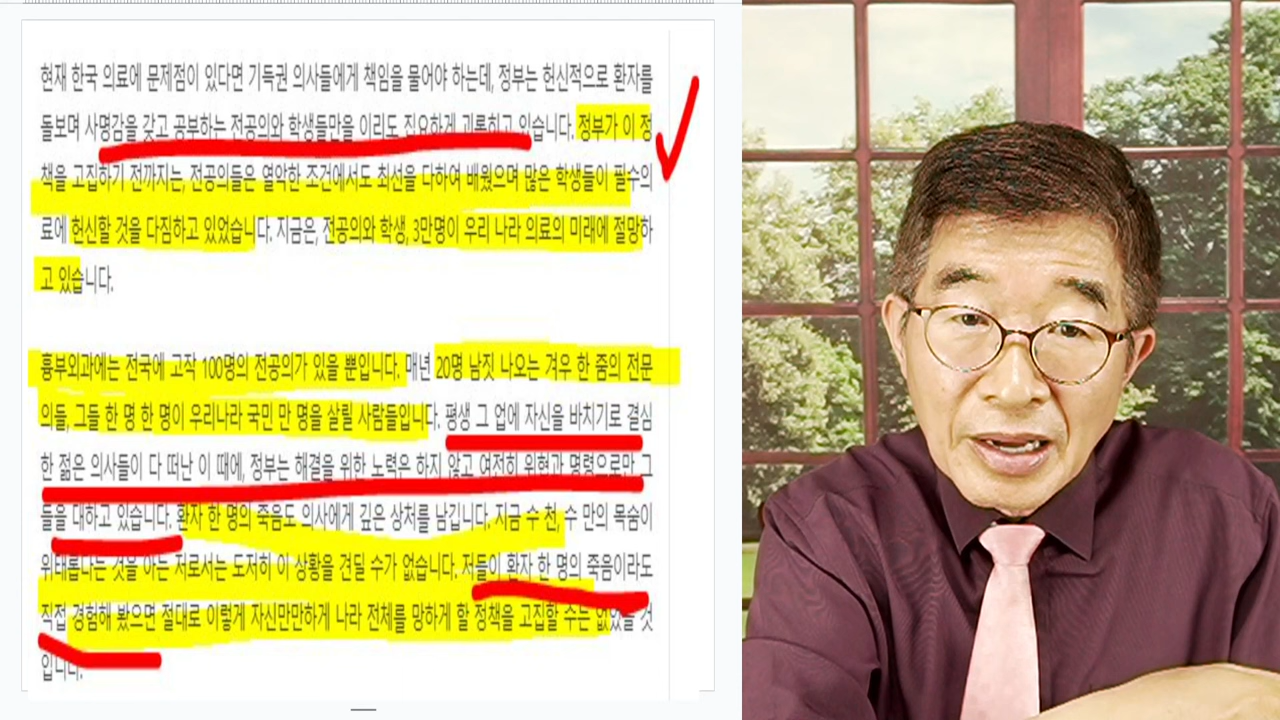 현재 한국 의료에 문제점이 있다면 기득권 의사들에게 책임을 물어야 하는데, 정부는 헌신적으로 환자를
돌보며 사명감을 갖고 공부하는 전공의와 학생들만을 이리도 집요하게 괴롭히고 있습니다. 정부가 이 정
책을 고집하기 전까지는, 전공의들은 열악한 조건에서도 최선을 다하여 배웠으며 많은 학생들이 필수의
료에 헌신할 것을 다짐하고 있었습니다. 지금은, 전공의와 학생, 3만명이 우리 나라 의료의 미래에 절망하
고 있습니다.
흉부외과에는 전국에 고작 100명의 전공의가 있을 뿐입니다. 매년 20명 남짓 나오는 겨우 한 줌의 전문
의들, 그들 한 명 한 명이 우리나라 국민 만 명을 살릴 사람들입니다. 평생 그 업에 자신을 바치기로 결심
한 젊은 의사들이 다 떠난 이 때에, 정부는 해결을 위한 노력은 하지 않고 여전히 위협과 명령으로만 그
들을 대하고 있습니다. 환자 한 명의 죽음도 의사에게 깊은 상처를 남깁니다. 지금 수 천, 수 만의 목숨이
위태롭다는 것을 아는 저로서는 도저히 이 상황을 견딜 수가 없습니다. 저들이 환자 한 명의 죽음이라도
직접 경험해 봤으면 절대로 이렇게 자신만만하게 나라 전체를 망하게 할 정책을 고집할 수는 없었을 것
입니다.